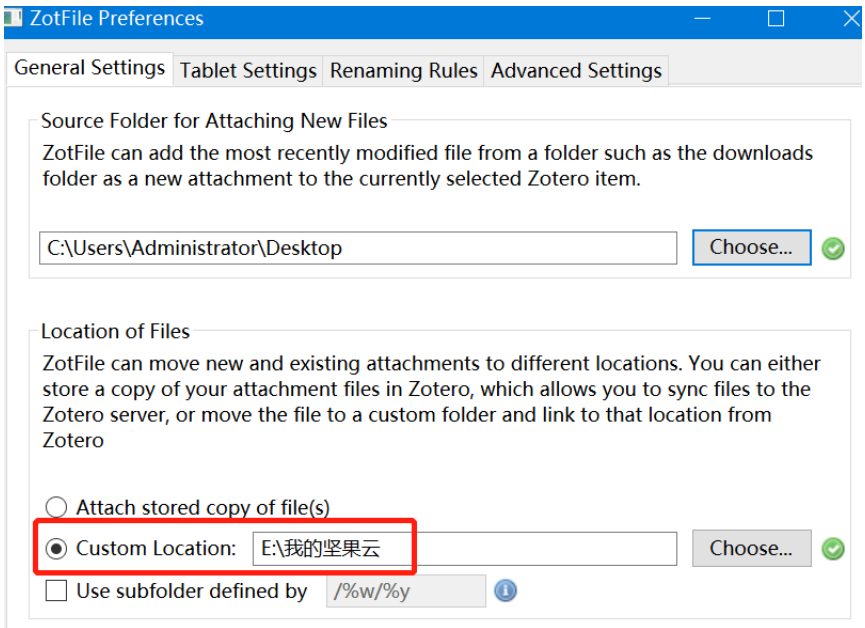 ZotFile Preferences
General Settings Tablet Settings Renaming Rules Advanced Settings
Source Folder for Attaching New Files
ZotFile can add the most recently modified file from a folder such as the downloads
folder as a new attachment to the currently selected Zotero item.
C:\Users\Administrator\Desktop Choose...
Location of Files
ZotFile can move new and existing attachments to different locations. You can either
store a copy of your attachment files in Zotero, which allows you to sync files to the
Zotero server, or move the file to a custom folder and link to that location from
Zotero
Attach stored copy of file(s)
Custom Location: E:\我的坚果云 Choose...
Use subfolder defined by /%w/%y